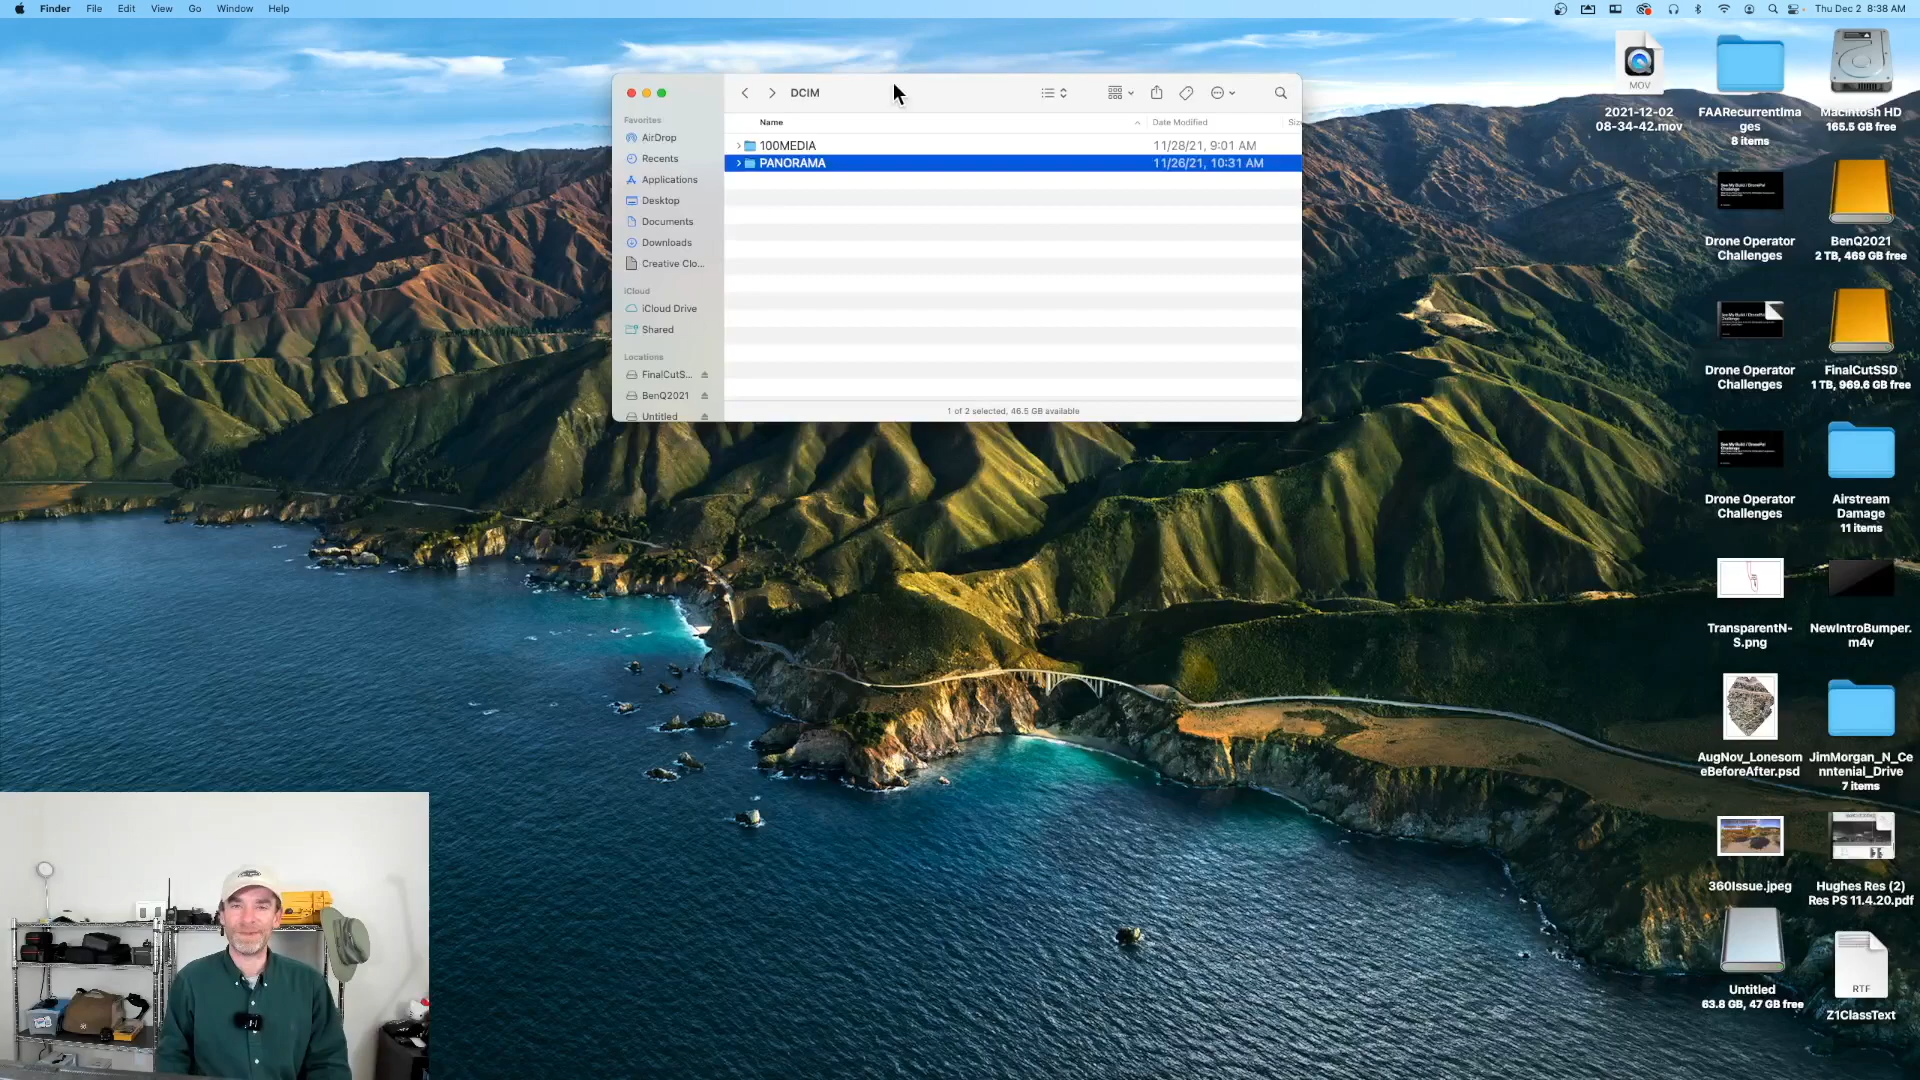 Finder File Edit View Go Window Help
Thu Dec 2 8:38 AM
DCIM
Name
Date Modified
100MEDIA
11/28/21, 9:01 AM
PANORAMA
11/26/21, 10:31 AM
1 of 2 selected, 46.5 GB available
Favorites
AirDrop
Recents
Applications
Desktop
Documents
Downloads
Creative Clo...
iCloud
iCloud Drive
Shared
Locations
FinalCutS...
BenQ2021
Untitled
MOV
2021-12-02
08-34-42.mov
FAARecurrentIma
ges
8 items
Macintosh HD
165.5 GB free
Drone Operator
Challenges
BenQ2021
2 TB, 469 GB free
Drone Operator
Challenges
FinalCutSSD
1 TB, 969.6 GB free
Drone Operator
Challenges
Airstream
Damage
11 items
TransparentN-
S.png
NewIntroBumper.
m4v
AugNov_Lonesom
eBeforeAfter.psd
JimMorgan_N_Ce
nntennial_Drive
7 items
360Issue.jpeg
Hughes Res (2)
Res PS 11.4.20.pdf
Untitled
63.8 GB, 47 GB free
RTF
Z1ClassText